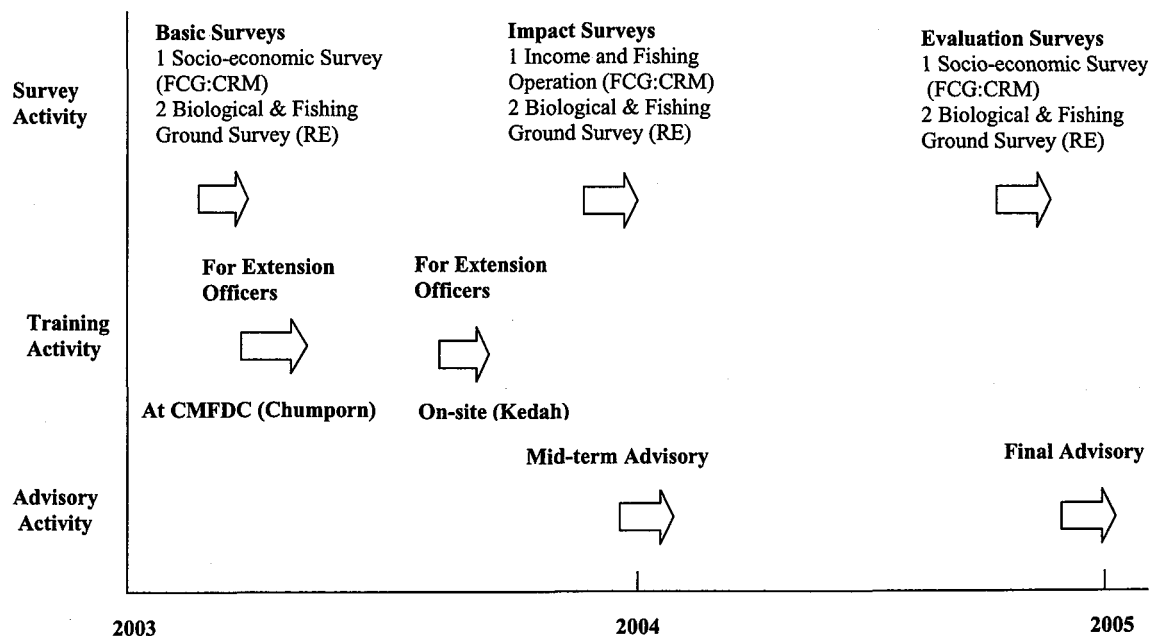 Survey
Activity
Basic Surveys
1 Socio-economic Survey
(FCG:CRM)
2 Biological & Fishing
Ground Survey (RE)
Impact Surveys
1 Income and Fishing
Operation (FCG:CRM)
2 Biological & Fishing
Ground Survey (RE)
Evaluation Surveys
1 Socio-economic Survey
(FCG:CRM)
2 Biological & Fishing
Ground Survey (RE)
Training
Activity
For Extension
Officers
At CMFDC (Chumporn)
For Extension
Officers
On-site (Kedah)
Advisory
Activity
Mid-term Advisory
Final Advisory
2003
2004
2005